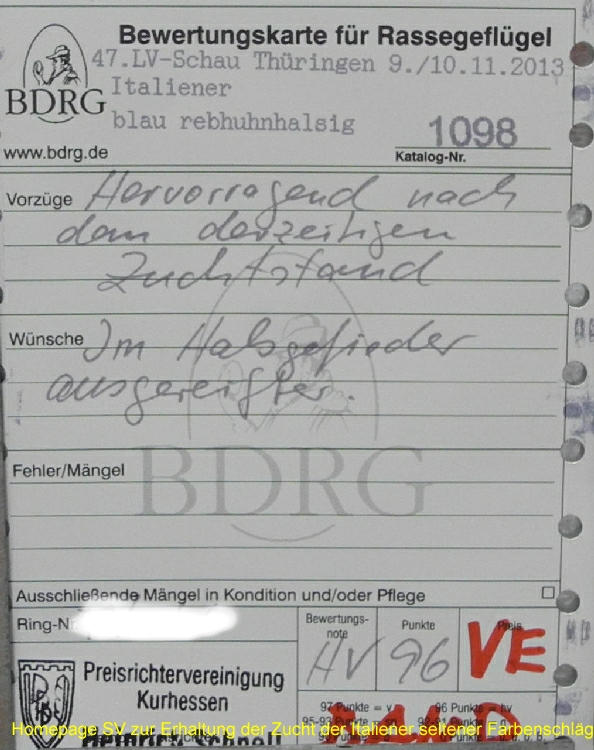 Bewertungskarte für Rassegeflügel
47.LV-Schau Thüringen 9./10.11.2013
Italiener
BDRG
blau rebhuhnhalsig
1098
www.bdrg.de
Katalog-Nr.
Vorzüge Hervorragend nach
dem derzeitigen
Zuchtstand
Wünsche Im Halsgefieder
ausgereifter.
BDRG
Fehler/Mängel
Ausschließende Mängel in Kondition und/oder Pflege
Ring-Nr
Bewertungs-
note
Punkte
Preis
HV 96 VE
Preisrichtervereinigung
Kurhessen
97 Punkte = v 96 Punkte = hv
Homepage SV zur Erhaltung der Zucht der Italiener seltener Farbenschläg
Heinrich Schnell